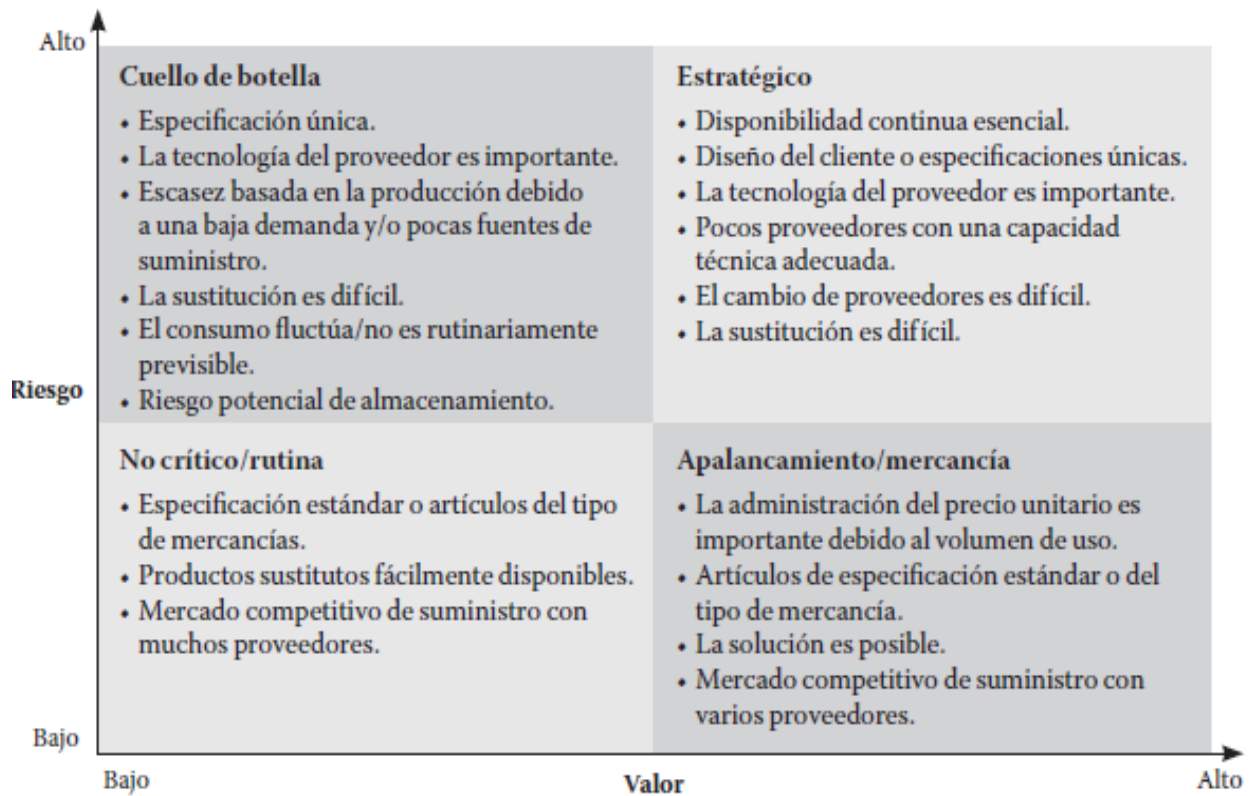 Alto
Cuello de botella
• Especificación única.
• La tecnología del proveedor es importante.
• Escasez basada en la producción debido
a una baja demanda y/o pocas fuentes de
suministro.
• La sustitución es difícil.
• El consumo fluctúa/no es rutinariamente
previsible.
• Riesgo potencial de almacenamiento.
Estratégico
• Disponibilidad continua esencial.
• Diseño del cliente o especificaciones únicas.
• La tecnología del proveedor es importante.
• Pocos proveedores con una capacidad
técnica adecuada.
• El cambio de proveedores es difícil.
• La sustitución es difícil.
Riesgo
No crítico/rutina
• Especificación estándar o artículos del tipo
de mercancías.
• Productos sustitutos fácilmente disponibles.
• Mercado competitivo de suministro con
muchos proveedores.
Apalancamiento/mercancía
• La administración del precio unitario es
importante debido al volumen de uso.
• Artículos de especificación estándar o del
tipo de mercancía.
• La solución es posible.
• Mercado competitivo de suministro con
varios proveedores.
Bajo
Bajo
Valor
Alto